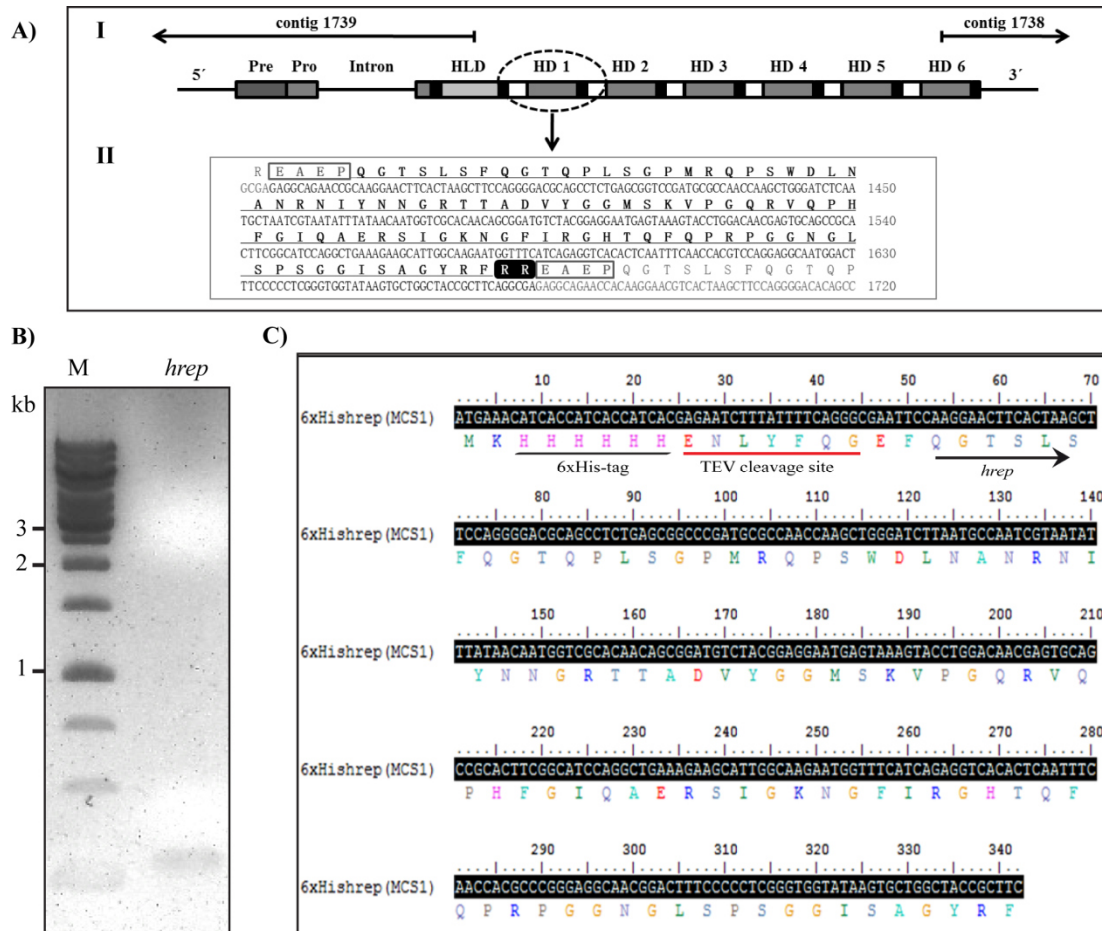 A)
I
contig 1739
contig 1738
5´ Pre Pro Intron HLD HD 1 HD 2 HD 3 HD 4 HD 5 HD 6 3´
II
R E A E P Q G T S L S F Q G T Q P L S G P M R Q P S W D L N
GCGAGAGGCAGAACCGCAAGGAACTTCACTAAGCTTCCAGGGGACGCAGCCTCTGAGCGGTCCGATGCGCCAACCAAGCTGGGATCTCAA 1450
A N R N I Y N N G R T T A D V Y G G M S K V P G Q R V Q P H
TGCTAATCGTAATATTTATAACAATGGTCGCACAACAGCGGATGTCTACGGAGGAATGAGTAAAGTACCTGGACAACGAGTGCAGCCGCA 1540
F G I Q A E R S I G K N G F I R G H T Q F Q P R P G G N G L
CTTCGGCATCCAGGCTGAAAGAAGCATTGGCAAGAATGGTTTCATCAGAGGTCACACTCAATTTCAACCACGTCCAGGAGGCAATGGACT 1630
S P S G G I S A G Y R F R R E A E P Q G T S L S F Q G T Q P
TTCCCCCTCGGGTGGTATAAGTGCTGGCTACCGCTTCAGGCGAGAGGCAGAACCACAAGGAACGTCACTAAGCTTCCAGGGGACACAGCC 1720
B)
M hrep
kb
3
2
1
C)
10 20 30 40 50 60 70
6xHishrep(MCS1) ATGAAACATCACCATCACCATCACGAGAATCTTTATTTTCAGGGCGAATTCCAAGGAACTTCACTAAGCT
M K H H H H H H E N L Y F Q G E F Q G T S L S
6xHis-tag TEV cleavage site hrep
80 90 100 110 120 130 140
6xHishrep(MCS1) TCCAGGGGACGCAGCCTCTGAGCGGCCCGATGCGCCAACCAAGCTGGGATCTTAATGCCAATCGTAATAT
F Q G T Q P L S G P M R Q P S W D L N A N R N I
150 160 170 180 190 200 210
6xHishrep(MCS1) TTATAACAATGGTCGCACAACAGCGGATGTCTACGGAGGAATGAGTAAAGTACCTGGACAACGAGTGCAG
Y N N G R T T A D V Y G G M S K V P G Q R V Q
220 230 240 250 260 270 280
6xHishrep(MCS1) CCGCACTTCGGCATCCAGGCTGAAAGAAGCATTGGCAAGAATGGTTTCATCAGAGGTCACACTCAATTTC
P H F G I Q A E R S I G K N G F I R G H T Q F
290 300 310 320 330 340
6xHishrep(MCS1) AACCACGCCCGGGAGGCAACGGACTTTCCCCCTCGGGTGGTATAAGTGCTGGCTACCGCTTC
Q P R P G G N G L S P S G G I S A G Y R F